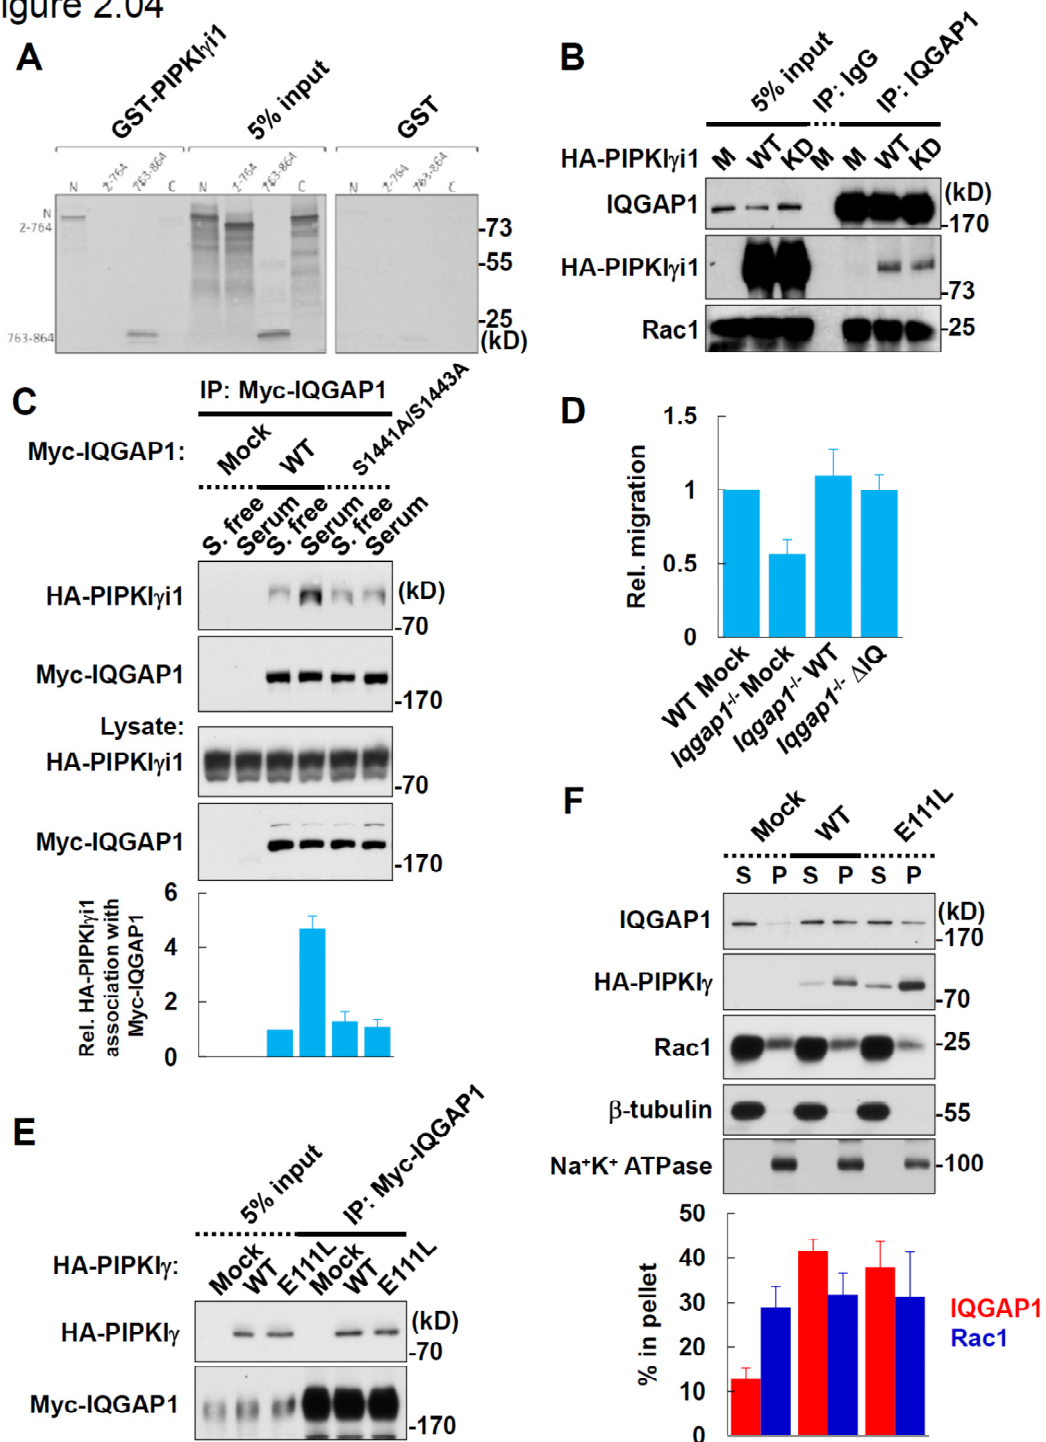 igure 2.04
A
GST-PIPKIγi1
5% input
GST
N 2-764 763-864 C N 2-764 763-864 C N 2-764 763-864 C
N
2-764
763-864
-73
-55
-25
(kD)
B
5% input
IP: IgG
IP: IQGAP1
HA-PIPKIγi1 M WT KD M M WT KD
IQGAP1
(kD)
-170
HA-PIPKIγi1
-73
Rac1
-25
C
IP: Myc-IQGAP1
Myc-IQGAP1: Mock WT S1441A/S1443A
S. free Serum S. free Serum S. free Serum
HA-PIPKIγi1
(kD)
-70
Myc-IQGAP1
-170
Lysate:
HA-PIPKIγi1
-70
Myc-IQGAP1
-170
Rel. HA-PIPKIγi1
association with
Myc-IQGAP1
6
4
2
0
D
Rel. migration
1.5
1
0.5
0
WT Mock
Iqgap1-/- Mock
Iqgap1-/- WT
Iqgap1-/- ΔIQ
E
5% input
IP: Myc-IQGAP1
HA-PIPKIγ: Mock WT E111L Mock WT E111L
HA-PIPKIγ
(kD)
-70
Myc-IQGAP1
-170
F
Mock WT E111L
S P S P S P
IQGAP1
(kD)
-170
HA-PIPKIγ
-70
Rac1
-25
β-tubulin
-55
Na+K+ ATPase
-100
% in pellet
50
40
30
20
10
0
IQGAP1
Rac1